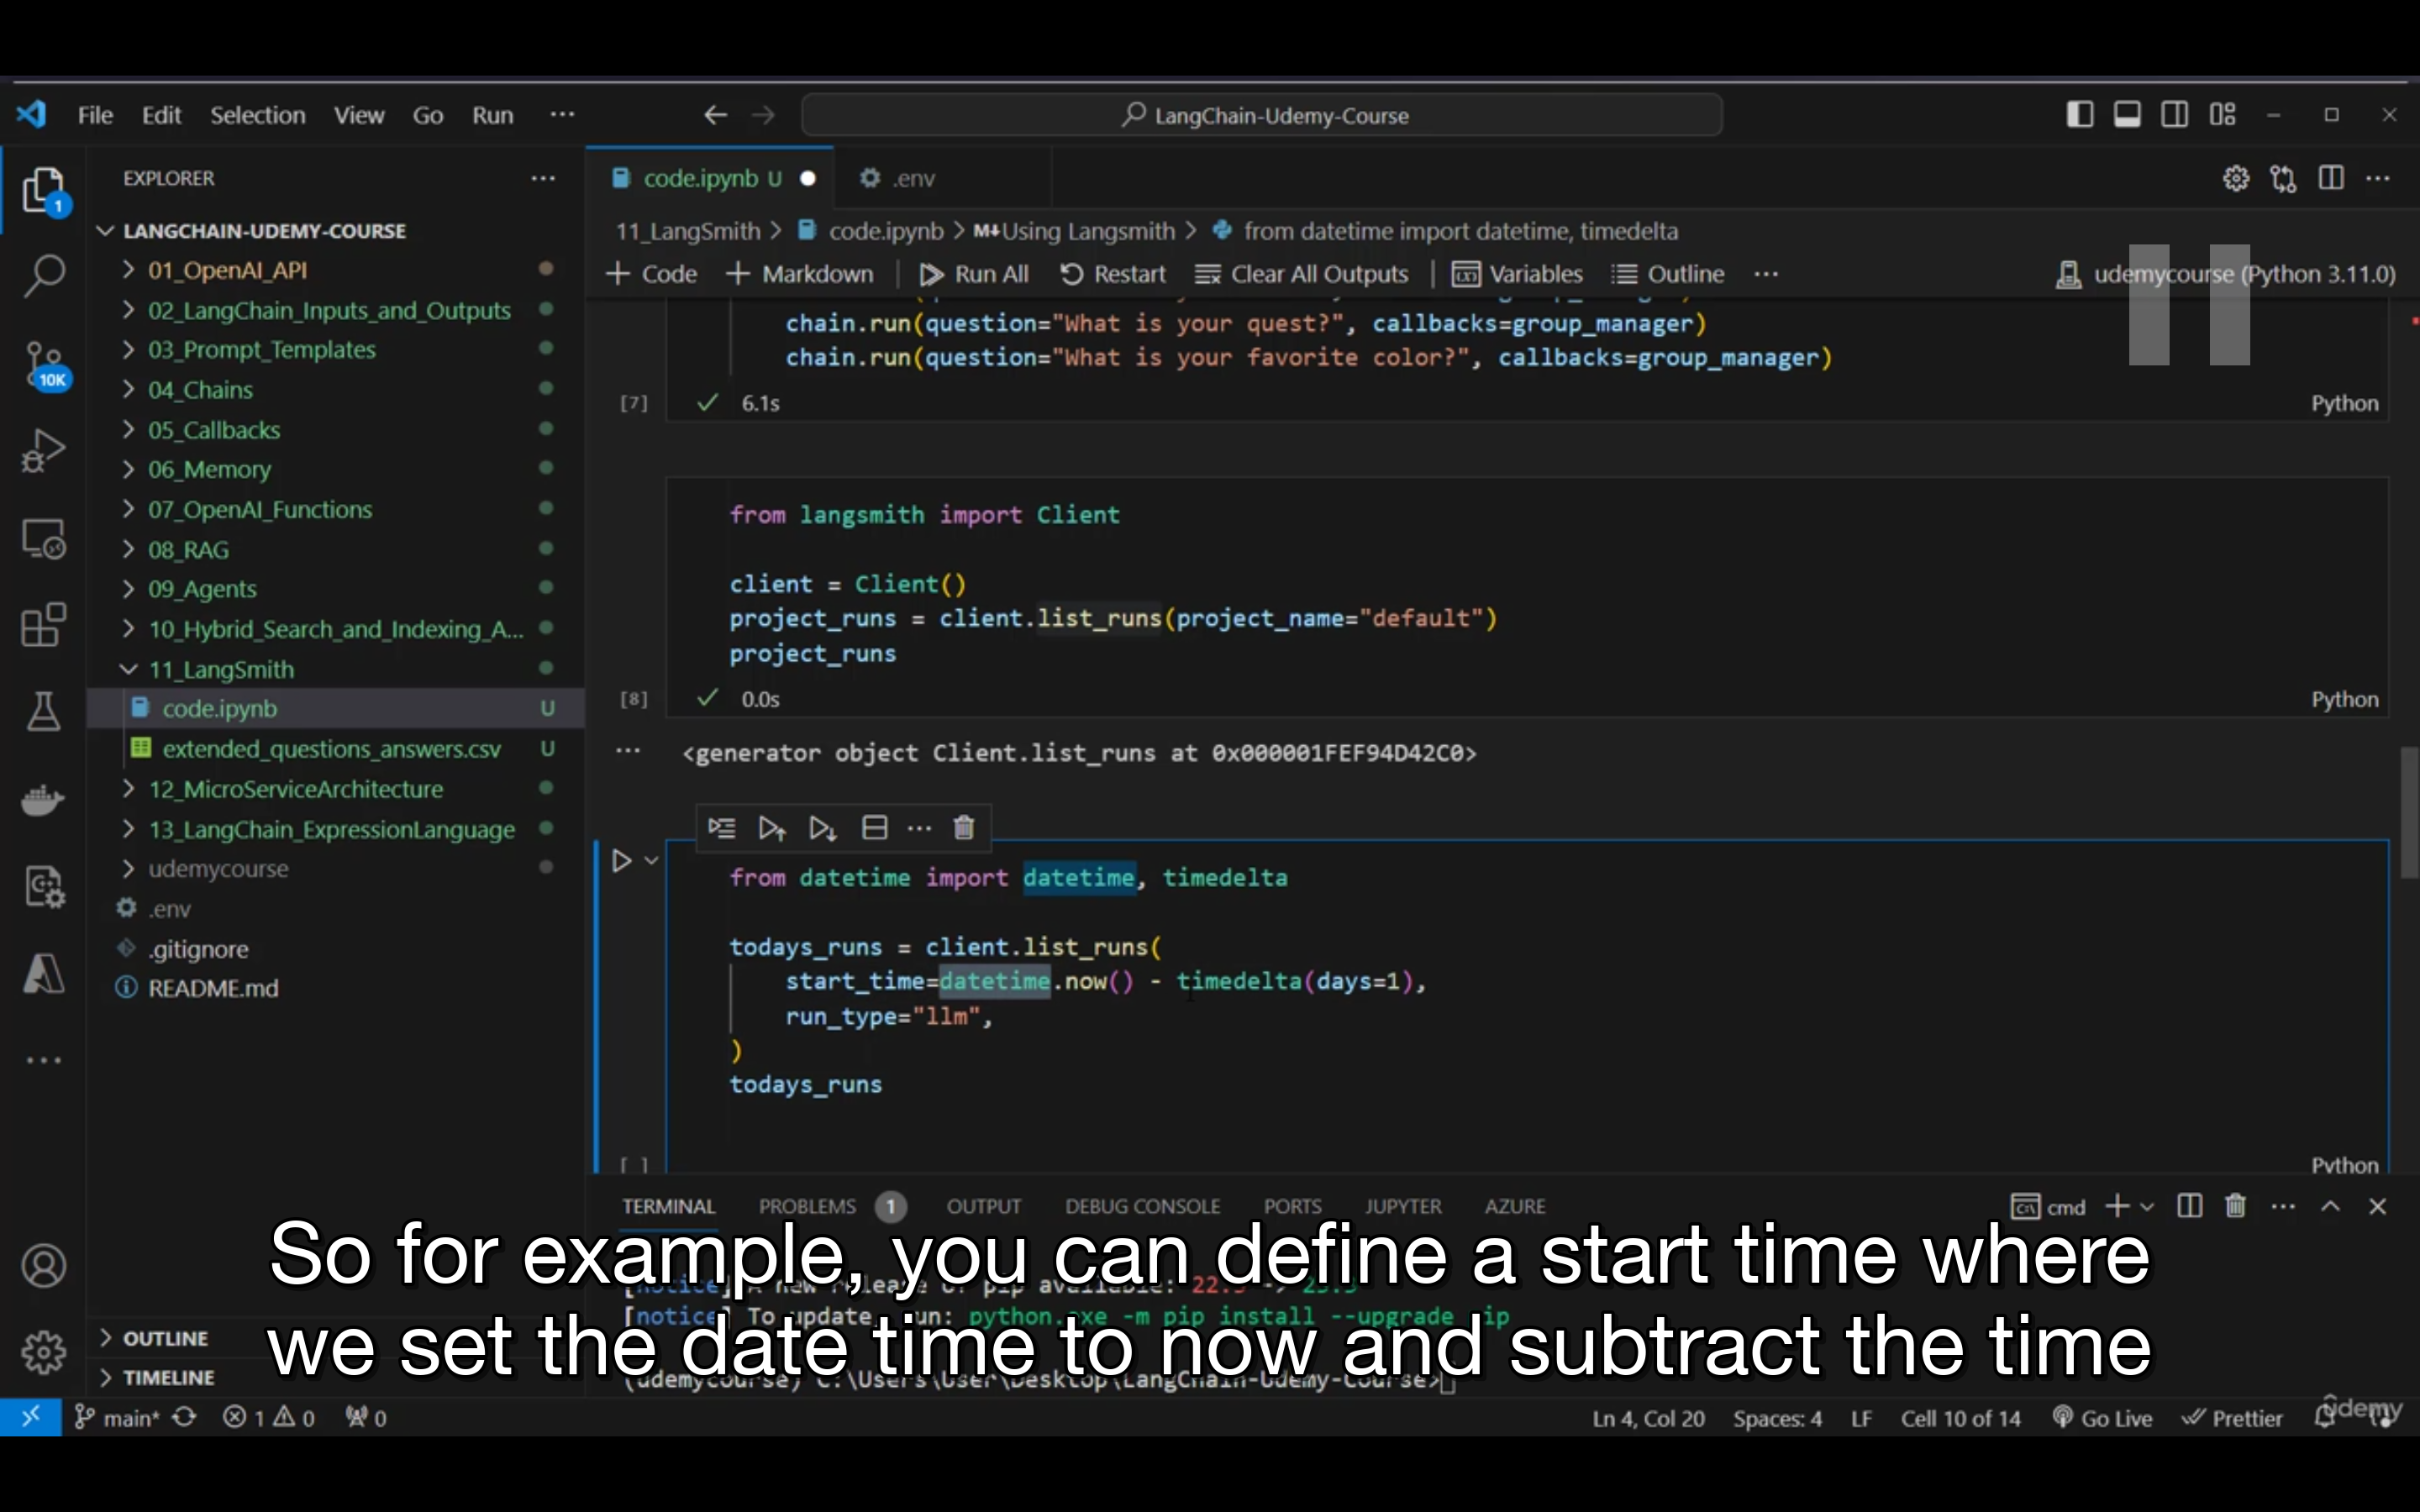 File Edit Selection View Go Run ···
LangChain-Udemy-Course
EXPLORER
1
10K
LANGCHAIN-UDEMY-COURSE
01_OpenAI_API
02_LangChain_Inputs_and_Outputs
03_Prompt_Templates
04_Chains
05_Callbacks
06_Memory
07_OpenAI_Functions
08_RAG
09_Agents
10_Hybrid_Search_and_Indexing_A...
11_LangSmith
code.ipynb U
extended_questions_answers.csv U
12_MicroServiceArchitecture
13_LangChain_ExpressionLanguage
udemycourse
.env
.gitignore
README.md
OUTLINE
TIMELINE
code.ipynb U
.env
11_LangSmith > code.ipynb > M↓Using Langsmith > from datetime import datetime, timedelta
+ Code + Markdown Run All Restart Clear All Outputs Variables Outline ··· udemycourse (Python 3.11.0)
chain.run(question="What is your quest?", callbacks=group_manager)
chain.run(question="What is your favorite color?", callbacks=group_manager)
[7] ✓ 6.1s Python
from langsmith import Client
client = Client()
project_runs = client.list_runs(project_name="default")
project_runs
[8] ✓ 0.0s Python
··· <generator object Client.list_runs at 0x000001FEF94D42C0>
from datetime import datetime, timedelta
todays_runs = client.list_runs(
start_time=datetime.now() - timedelta(days=1),
run_type="llm",
)
todays_runs
[ ] Python
TERMINAL PROBLEMS 1 OUTPUT DEBUG CONSOLE PORTS JUPYTER AZURE cmd
So for example, you can define a start time where
we set the date time to now and subtract the time
[notice] A new release of pip available:
[notice] To update, run: python.exe -m pip install --upgrade pip
(udemycourse) C:\Users\User\Desktop\LangChain-Udemy-Course>
main* 1 0 0 Ln 4, Col 20 Spaces: 4 LF Cell 10 of 14 Go Live Prettier
udemy